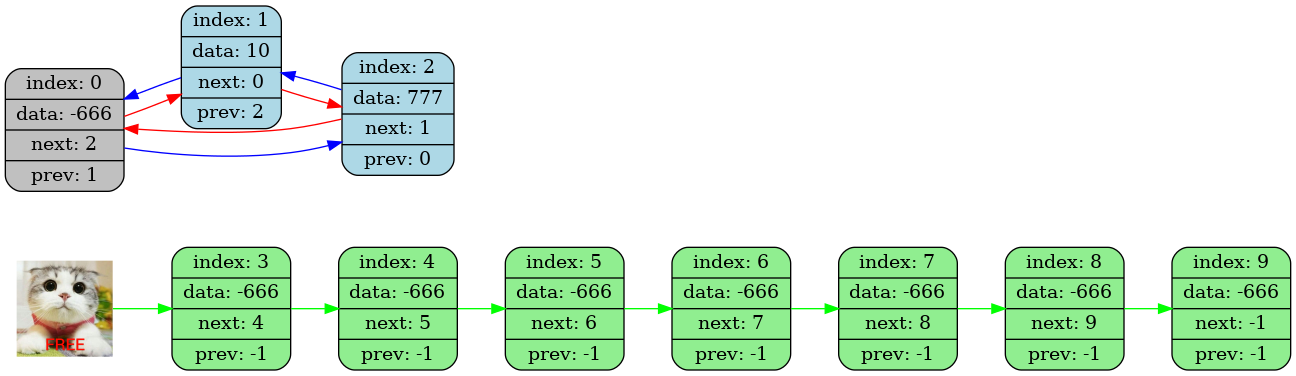 index: 0
data: -666
next: 2
prev: 1
index: 1
data: 10
next: 0
prev: 2
index: 2
data: 777
next: 1
prev: 0
FREE
index: 3
data: -666
next: 4
prev: -1
index: 4
data: -666
next: 5
prev: -1
index: 5
data: -666
next: 6
prev: -1
index: 6
data: -666
next: 7
prev: -1
index: 7
data: -666
next: 8
prev: -1
index: 8
data: -666
next: 9
prev: -1
index: 9
data: -666
next: -1
prev: -1